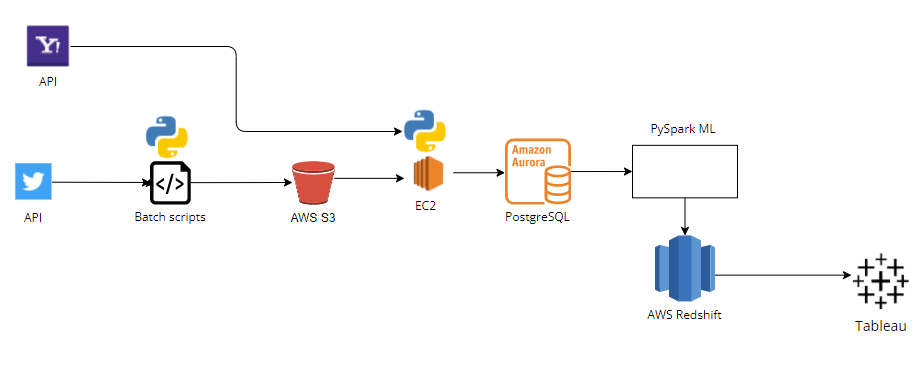 Y!
API
API
</>
Batch scripts
AWS S3
EC2
Amazon
Aurora
PostgreSQL
PySpark ML
AWS Redshift
Tableau